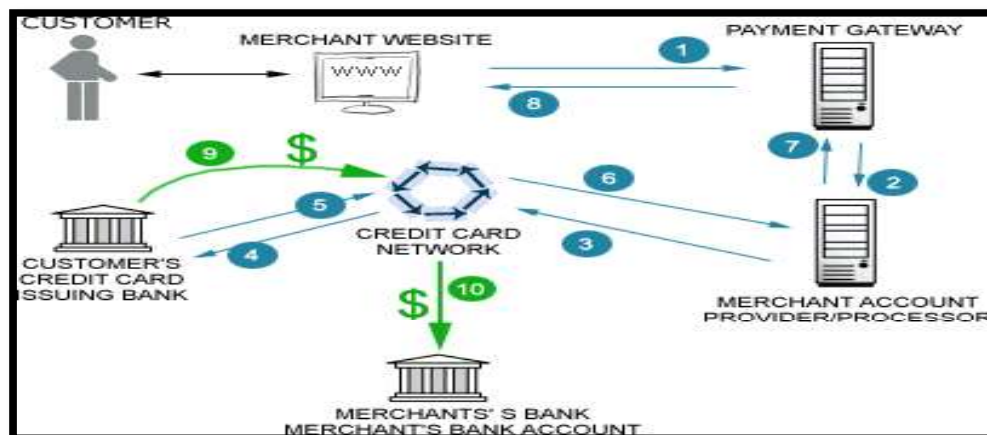 CUSTOMER
MERCHANT WEBSITE
PAYMENT GATEWAY
WWW
1
8
7
2
9
$
5
4
6
3
CREDIT CARD
NETWORK
CUSTOMER'S
CREDIT CARD
ISSUING BANK
$
10
MERCHANT ACCOUNT
PROVIDER/PROCESSOR
MERCHANTS' S BANK
MERCHANT'S BANK ACCOUNT